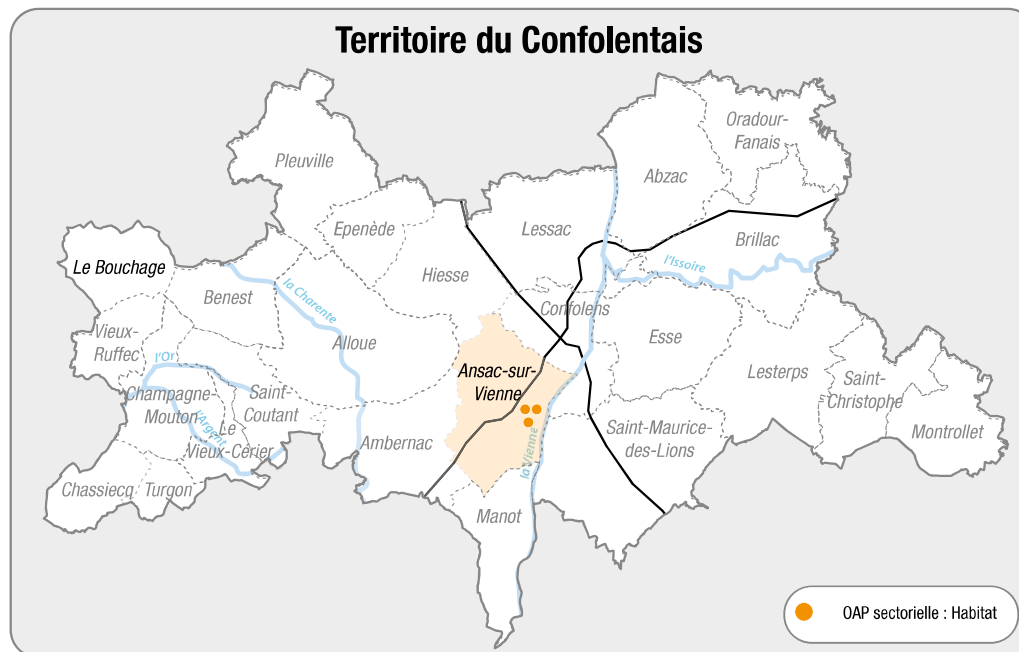 Territoire du Confolentais
Oradour-
Fanais
Pleuville
Abzac
Epenède
Lessac
Brillac
Le Bouchage
l'Issoire
Hiesse
la Charente
Benest
Confolens
Vieux-
Ruffec
Alloue
Esse
l'Or
Ansac-sur-
Vienne
Lesterps
Saint-
Christophe
Champagne-
Mouton
Saint-
Coutant
l'Argent
Le
Vieux-Cérier
Ambernac
Saint-Maurice-
des-Lions
Montrollet
la Vienne
Chassiecq
Turgon
Manot
OAP sectorielle : Habitat